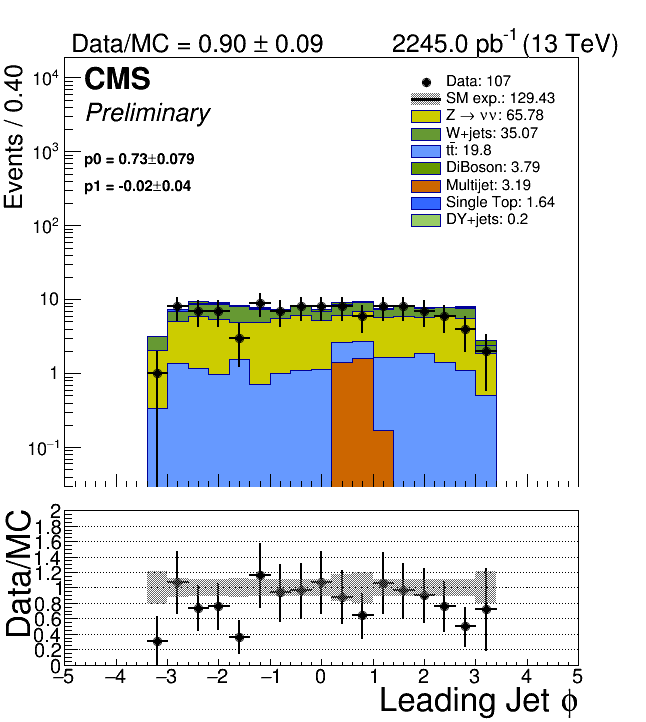 Data/MC = 0.90 ± 0.09
2245.0 pb⁻¹ (13 TeV)
CMS
Preliminary
p0 = 0.73±0.079
p1 = -0.02±0.04
Data: 107
SM exp.: 129.43
Z → νν: 65.78
W+jets: 35.07
tt̄: 19.8
DiBoson: 3.79
Multijet: 3.19
Single Top: 1.64
DY+jets: 0.2
Events / 0.40
10⁴
10³
10²
10
1
10⁻¹
Data/MC
2
1.8
1.6
1.4
1.2
1
0.8
0.6
0.4
0.2
0
−5 −4 −3 −2 −1 0 1 2 3 4 5
Leading Jet ϕ